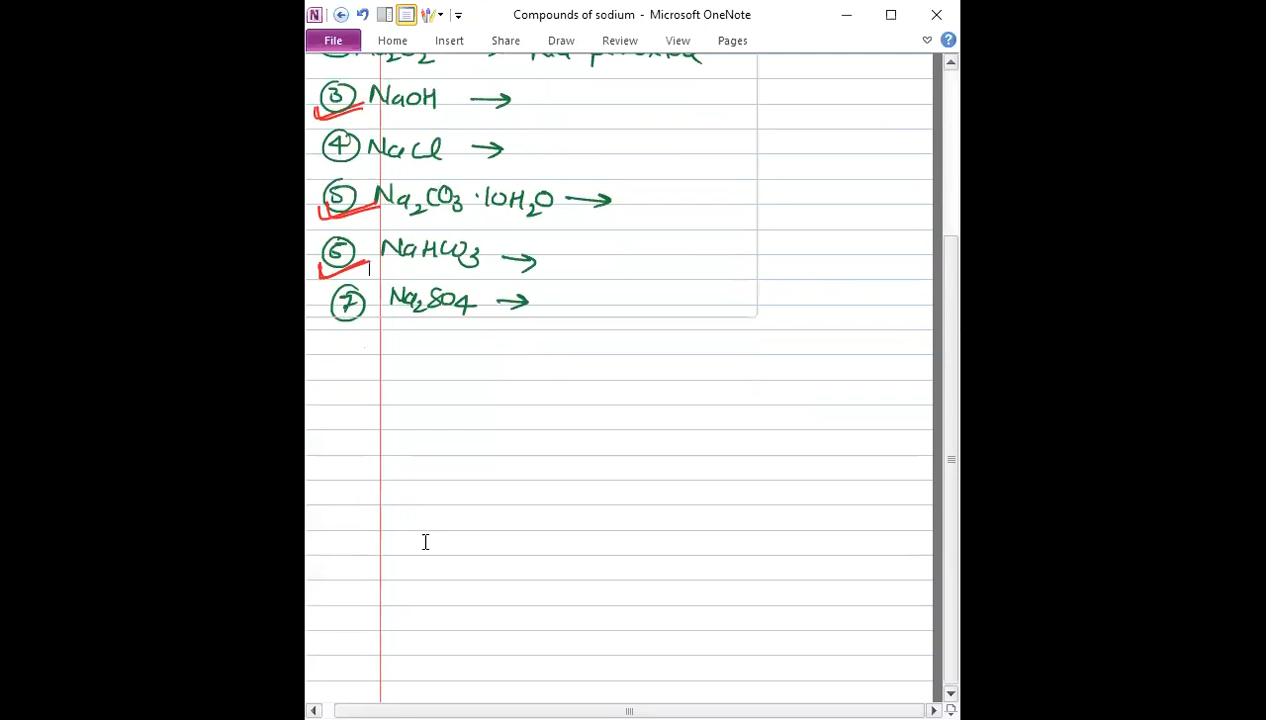 Compounds of sodium - Microsoft OneNote
File Home Insert Share Draw Review View Pages
③ NaOH →
④ NaCl →
⑤ Na₂CO₃ · 10H₂O →
⑥ NaHCO₃ →
⑦ Na₂SO₄ →